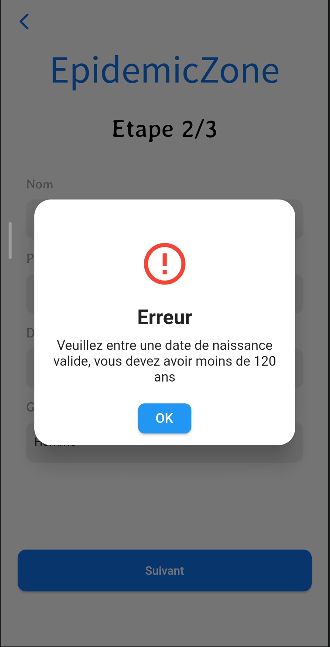 EpidemicZone
Etape 2/3
Nom
P
D
G
Erreur
Veuillez entre une date de naissance
valide, vous devez avoir moins de 120
ans
OK
Suivant